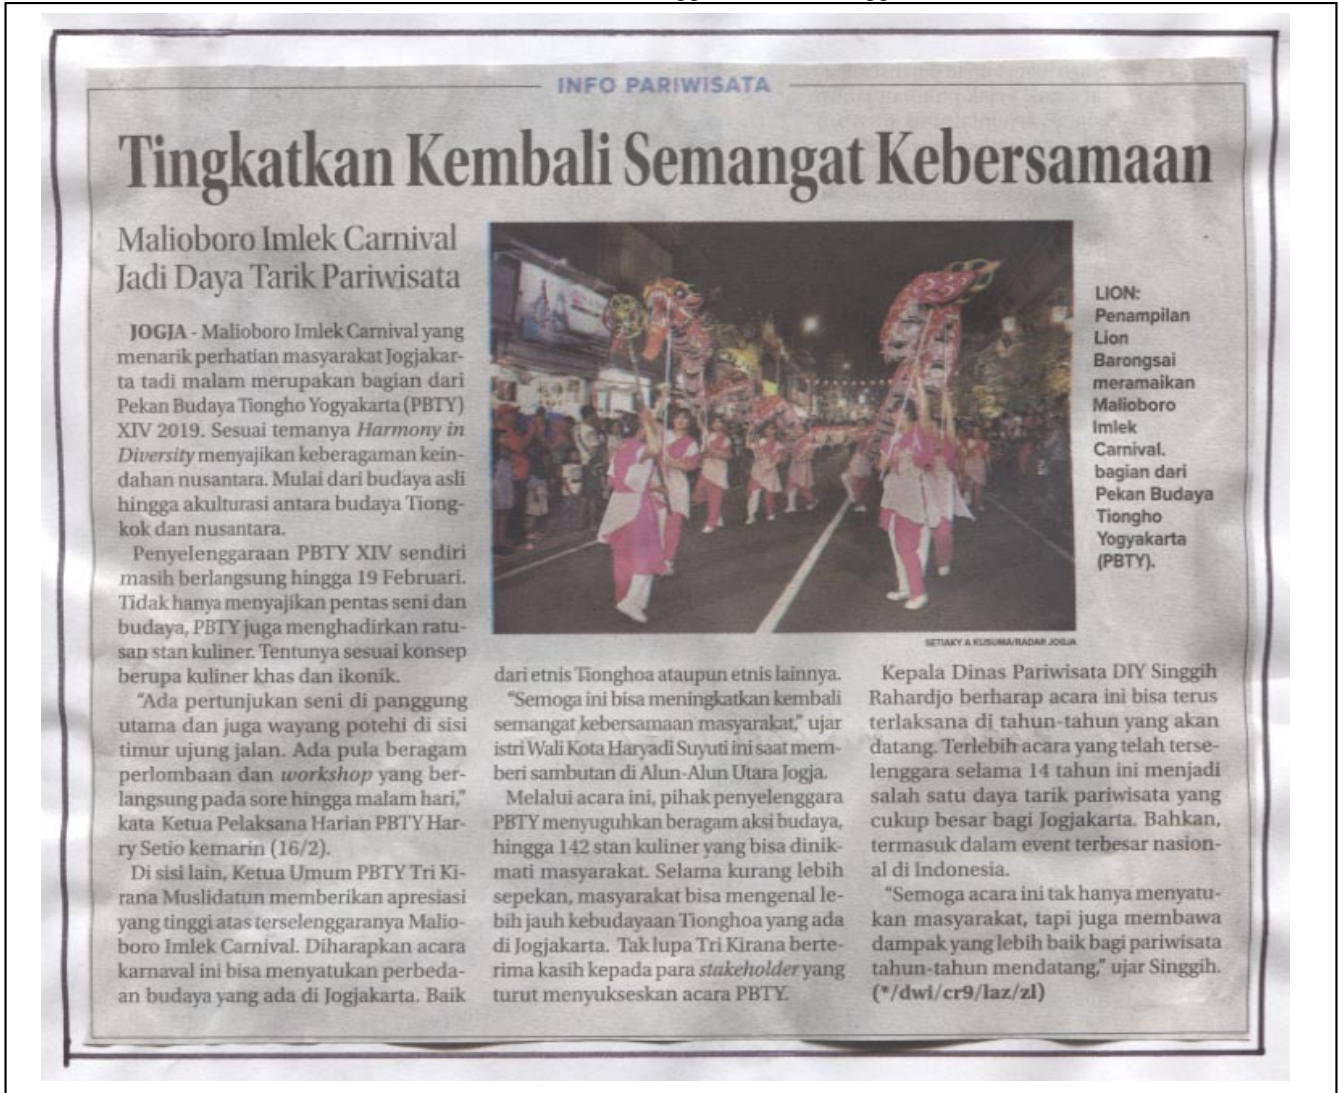 INFO PARIWISATA
Tingkatkan Kembali Semangat Kebersamaan
Malioboro Imlek Carnival
Jadi Daya Tarik Pariwisata
JOGJA - Malioboro Imlek Carnival yang
menarik perhatian masyarakat Jogjakar-
ta tadi malam merupakan bagian dari
Pekan Budaya Tiongho Yogyakarta (PBTY)
XIV 2019. Sesuai temanya Harmony in
Diversity menyajikan keberagaman kein-
dahan nusantara. Mulai dari budaya asli
hingga akulturasi antara budaya Tiong-
kok dan nusantara.
Penyelenggaraan PBTY XIV sendiri
masih berlangsung hingga 19 Februari.
Tidak hanya menyajikan pentas seni dan
budaya, PBTY juga menghadirkan ratu-
san stan kuliner. Tentunya sesuai konsep
berupa kuliner khas dan ikonik.
"Ada pertunjukan seni di panggung
utama dan juga wayang potehi di sisi
timur ujung jalan. Ada pula beragam
perlombaan dan workshop yang ber-
langsung pada sore hingga malam hari,"
kata Ketua Pelaksana Harian PBTY Har-
ry Setio kemarin (16/2).
Di sisi lain, Ketua Umum PBTY Tri Ki-
rana Muslidatun memberikan apresiasi
yang tinggi atas terselenggaranya Malio-
boro Imlek Carnival. Diharapkan acara
karnaval ini bisa menyatukan perbeda-
an budaya yang ada di Jogjakarta. Baik
LION:
Penampilan
Lion
Barongsai
meramaikan
Malioboro
Imlek
Carnival.
bagian dari
Pekan Budaya
Tiongho
Yogyakarta
(PBTY).
SETIAKY A KUSUMA/RADAR JOGJA
dari etnis Tionghoa ataupun etnis lainnya.
"Semoga ini bisa meningkatkan kembali
semangat kebersamaan masyarakat," ujar
istri Wali Kota Haryadi Suyuti ini saat mem-
beri sambutan di Alun-Alun Utara Jogja.
Melalui acara ini, pihak penyelenggara
PBTY menyuguhkan beragam aksi budaya,
hingga 142 stan kuliner yang bisa dinik-
mati masyarakat. Selama kurang lebih
sepekan, masyarakat bisa mengenal le-
bih jauh kebudayaan Tionghoa yang ada
di Jogjakarta. Tak lupa Tri Kirana berte-
rima kasih kepada para stakeholder yang
turut menyukseskan acara PBTY.
Kepala Dinas Pariwisata DIY Singgih
Rahardjo berharap acara ini bisa terus
terlaksana di tahun-tahun yang akan
datang. Terlebih acara yang telah terse-
lenggara selama 14 tahun ini menjadi
salah satu daya tarik pariwisata yang
cukup besar bagi Jogjakarta. Bahkan,
termasuk dalam event terbesar nasion-
al di Indonesia.
"Semoga acara ini tak hanya menyatu-
kan masyarakat, tapi juga membawa
dampak yang lebih baik bagi pariwisata
tahun-tahun mendatang," ujar Singgih.
(*/dwi/cr9/laz/zl)